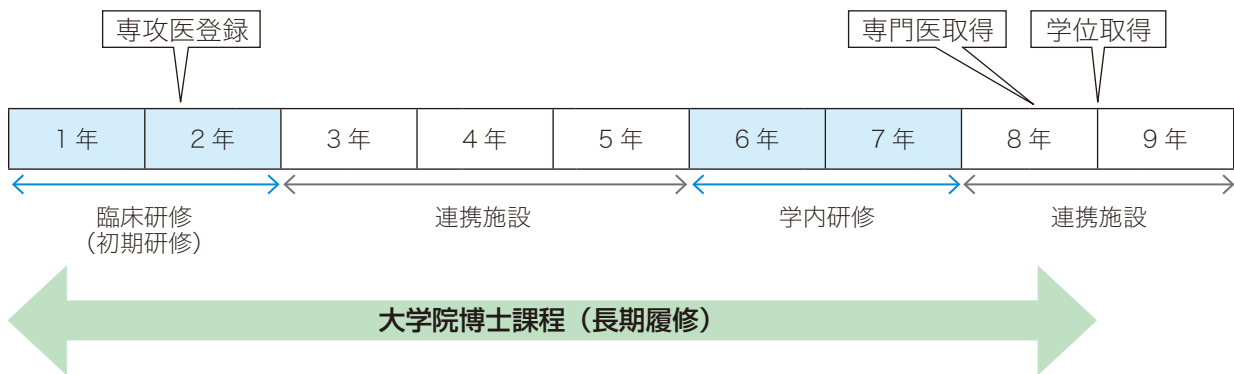 専攻医登録
専門医取得
学位取得
1年
2年
3年
4年
5年
6年
7年
8年
9年
臨床研修
（初期研修）
連携施設
学内研修
連携施設
大学院博士課程（長期履修）